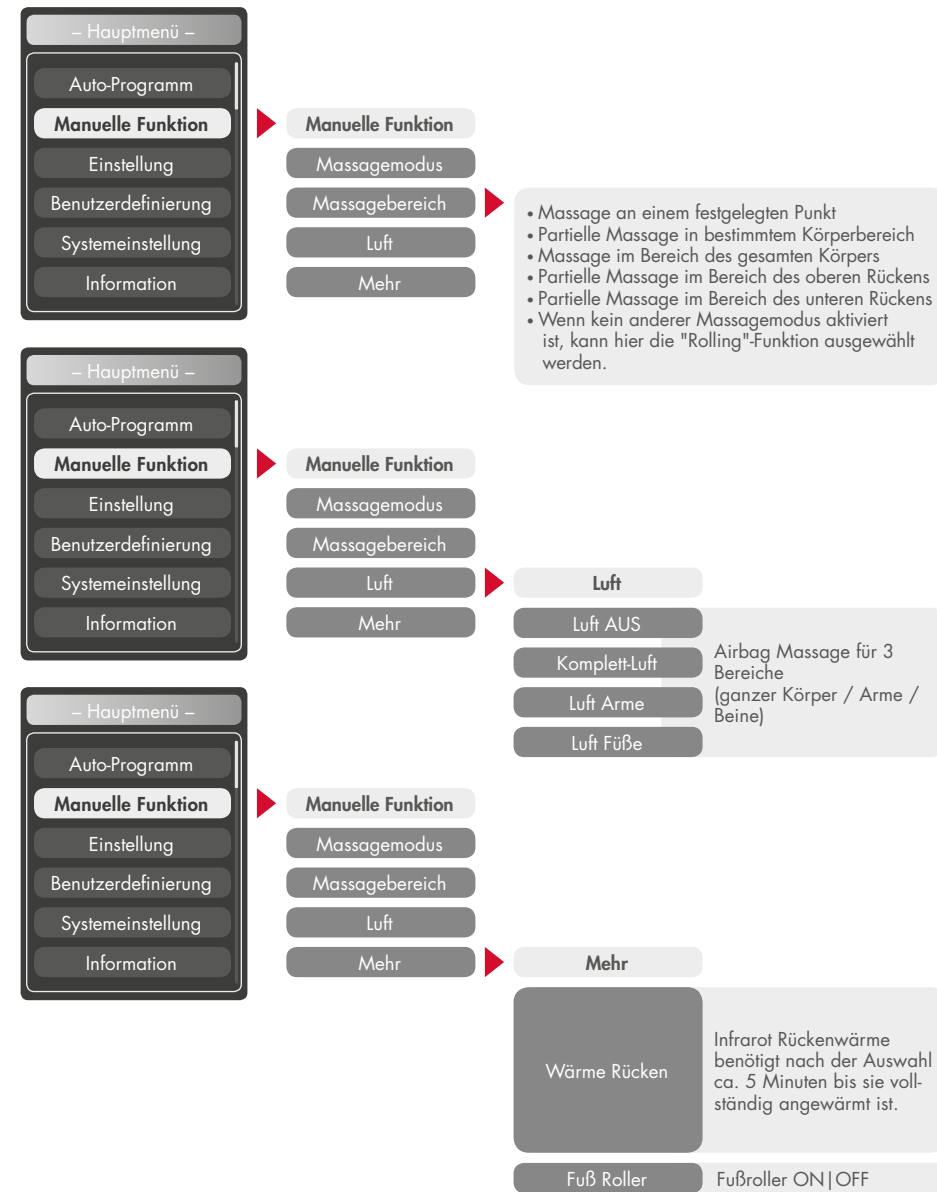 – Hauptmenü –
Auto-Programm
Manuelle Funktion
Einstellung
Benutzerdefinierung
Systemeinstellung
Information
Manuelle Funktion
Massagemodus
Massagebereich
Luft
Mehr
• Massage an einem festgelegten Punkt
• Partielle Massage in bestimmtem Körperbereich
• Massage im Bereich des gesamten Körpers
• Partielle Massage im Bereich des oberen Rückens
• Partielle Massage im Bereich des unteren Rückens
• Wenn kein anderer Massagemodus aktiviert
ist, kann hier die "Rolling"-Funktion ausgewählt
werden.
– Hauptmenü –
Auto-Programm
Manuelle Funktion
Einstellung
Benutzerdefinierung
Systemeinstellung
Information
Manuelle Funktion
Massagemodus
Massagebereich
Luft
Mehr
Luft
Luft AUS
Komplett-Luft
Luft Arme
Luft Füße
Airbag Massage für 3
Bereiche
(ganzer Körper / Arme /
Beine)
– Hauptmenü –
Auto-Programm
Manuelle Funktion
Einstellung
Benutzerdefinierung
Systemeinstellung
Information
Manuelle Funktion
Massagemodus
Massagebereich
Luft
Mehr
Mehr
Wärme Rücken
Infrarot Rückenwärme
benötigt nach der Auswahl
ca. 5 Minuten bis sie voll-
ständig angewärmt ist.
Fuß Roller
Fußroller ON|OFF